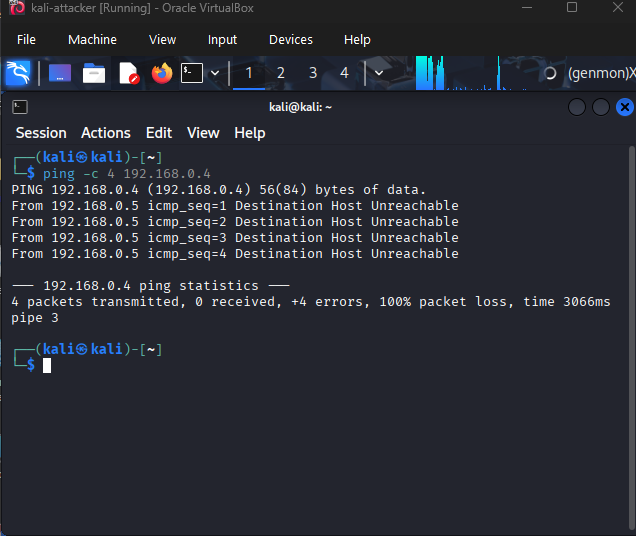 kali-attacker [Running] - Oracle VirtualBox
File Machine View Input Devices Help
1 2 3 4 (genmon)X
kali@kali: ~
Session Actions Edit View Help
┌──(kali㉿kali)-[~]
└─$ ping -c 4 192.168.0.4
PING 192.168.0.4 (192.168.0.4) 56(84) bytes of data.
From 192.168.0.5 icmp_seq=1 Destination Host Unreachable
From 192.168.0.5 icmp_seq=2 Destination Host Unreachable
From 192.168.0.5 icmp_seq=3 Destination Host Unreachable
From 192.168.0.5 icmp_seq=4 Destination Host Unreachable
--- 192.168.0.4 ping statistics ---
4 packets transmitted, 0 received, +4 errors, 100% packet loss, time 3066ms
pipe 3
┌──(kali㉿kali)-[~]
└─$